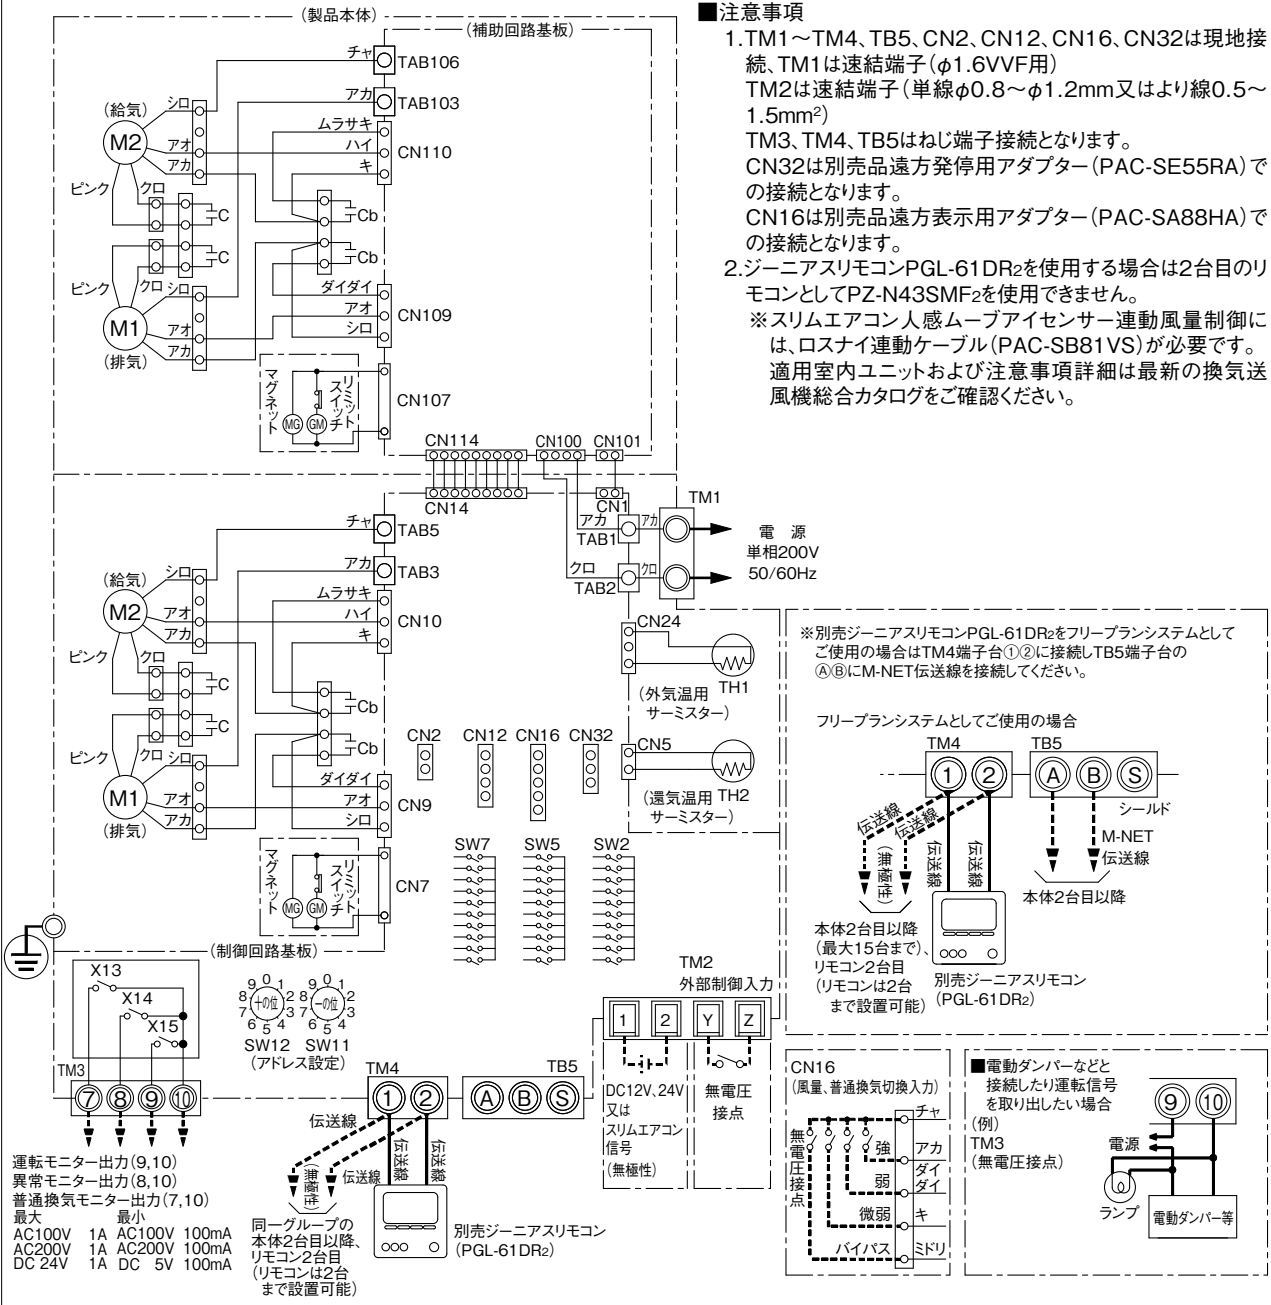 (製品本体)
(補助回路基板)
チャ
TAB106
アカ
TAB103
(給気)
シロ
M2
アオ
アカ
ムラサキ
ハイ
キ
CN110
ピンク
クロ
C
Cb
C
Cb
ピンク
クロ
シロ
M1
アオ
アカ
(排気)
ダイダイ
アオ
シロ
CN109
マグネット
リミット
スイッチ
MG
GM
CN107
CN114
CN100
CN101
CN14
CN1
■注意事項
1.TM1～TM4、TB5、CN2、CN12、CN16、CN32は現地接
続、TM1は速結端子(φ1.6VVF用)
TM2は速結端子(単線φ0.8～φ1.2mm又はより線0.5～
1.5mm²)
TM3、TM4、TB5はねじ端子接続となります。
CN32は別売品遠方発停用アダプター(PAC-SE55RA)で
の接続となります。
CN16は別売品遠方表示用アダプター(PAC-SA88HA)で
の接続となります。
2.ジーニアスリモコンPGL-61DR₂を使用する場合は2台目のリ
モコンとしてPZ-N43SMF₂を使用できません。
※スリムエアコン人感ムーブアイセンサー連動風量制御に
は、ロスナイ連動ケーブル(PAC-SB81VS)が必要です。
適用室内ユニットおよび注意事項詳細は最新の換気送
風機総合カタログをご確認ください。
TM1
アカ
アカ
TAB1
クロ
クロ
TAB2
電 源
単相200V
50/60Hz
チャ
TAB5
アカ
TAB3
(給気)
シロ
M2
アオ
アカ
ムラサキ
ハイ
キ
CN10
ピンク
クロ
C
Cb
C
Cb
ピンク
クロ
シロ
M1
アオ
アカ
(排気)
ダイダイ
アオ
シロ
CN9
マグネット
リミット
スイッチ
MG
GM
CN7
(制御回路基板)
CN24
TH1
(外気温用
サーミスター)
CN5
TH2
(還気温用
サーミスター)
CN2
CN12
CN16
CN32
SW7
SW5
SW2
※別売ジーニアスリモコンPGL-61DR₂をフリープランシステムとして
ご使用の場合はTM4端子台①②に接続しTB5端子台の
ⒶⒷにM-NET伝送線を接続してください。
フリープランシステムとしてご使用の場合
TM4
TB5
1
2
A
B
S
シールド
伝送線
伝送線
(無極性)
伝送線
伝送線
M-NET
伝送線
本体2台目以降
本体2台目以降
(最大15台まで)、
リモコン2台目
(リモコンは2台
まで設置可能)
別売ジーニアスリモコン
(PGL-61DR₂)
X13
X14
X15
TM3
7
8
9
10
運転モニター出力(9,10)
異常モニター出力(8,10)
普通換気モニター出力(7,10)
最大 最小
AC100V 1A AC100V 100mA
AC200V 1A AC200V 100mA
DC 24V 1A DC 5V 100mA
0
1
2
3
4
5
6
7
8
9
十の位
SW12
0
1
2
3
4
5
6
7
8
9
一の位
SW11
(アドレス設定)
TM4
TB5
1
2
A
B
S
伝送線
伝送線
(無極性)
伝送線
伝送線
同一グループの
本体2台目以降、
リモコン2台目
(リモコンは2台
まで設置可能)
別売ジーニアスリモコン
(PGL-61DR₂)
TM2
外部制御入力
1
2
Y
Z
DC12V、24V
又は
スリムエアコン
信号
(無極性)
無電圧
接点
CN16
(風量、普通換気切換入力)
無電圧接点
チャ
強
アカ
弱
ダイ
ダイ
微弱
キ
バイパス
ミドリ
■電動ダンパーなどと
接続したり運転信号
を取り出したい場合
(例)
TM3
(無電圧接点)
9
10
電源
ランプ
電動ダンパー等